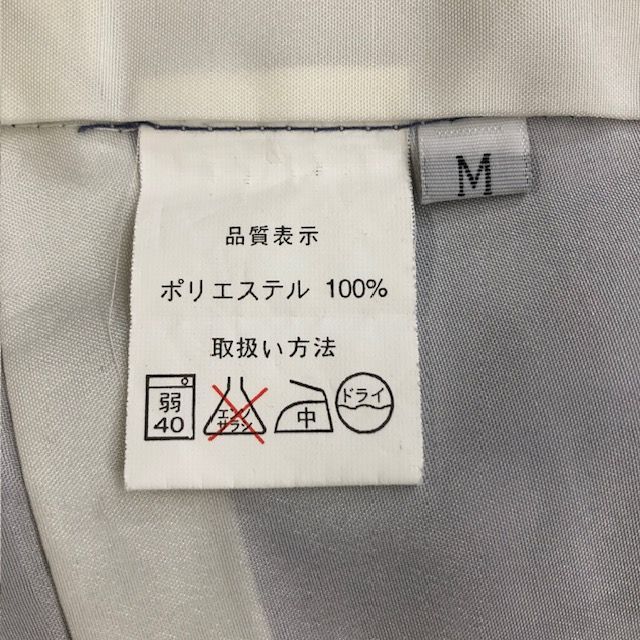 M
品質表示
ポリエステル 100%
取扱い方法
弱
40
エンソ
サラシ
中
ドライ